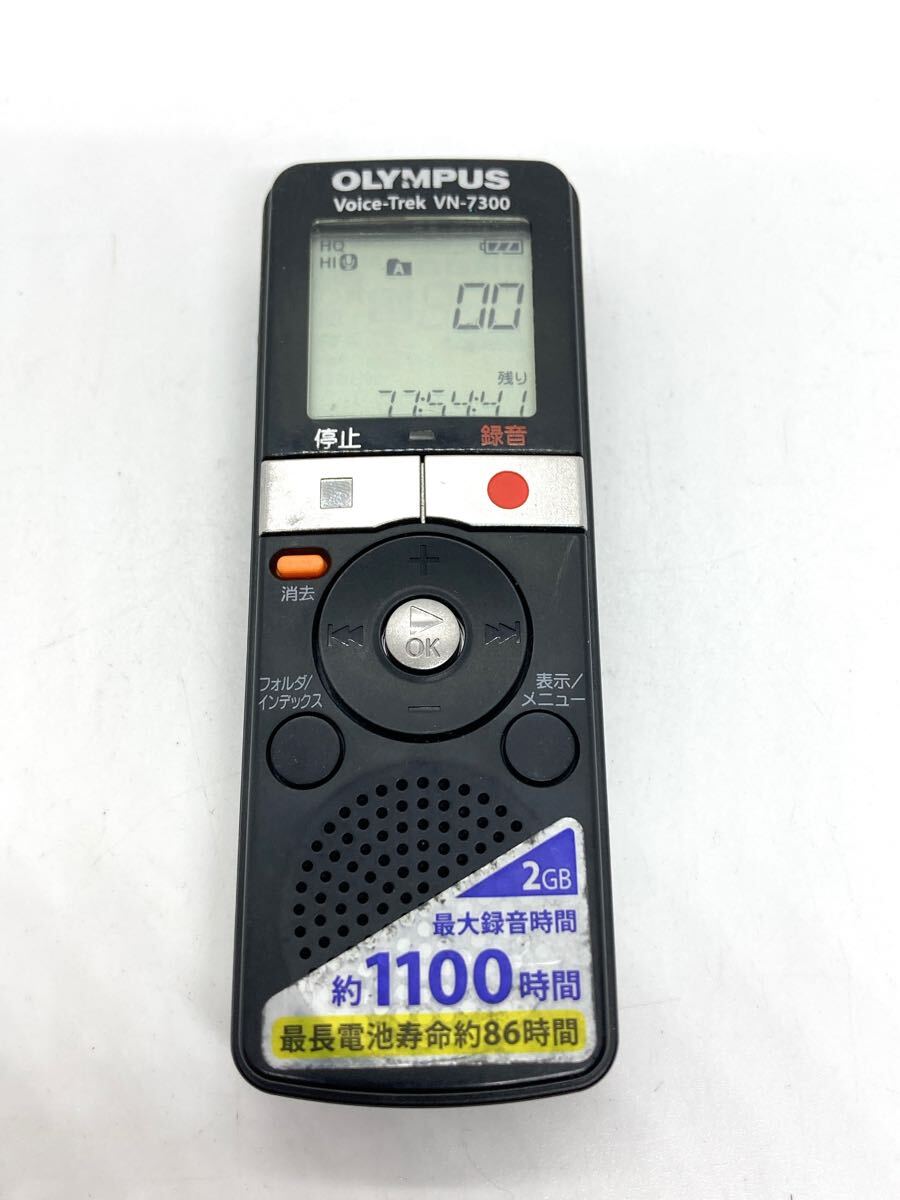 OLYMPUS
Voice-Trek VN-7300
HQ
HI
A
00
残り
77:54:41
停止
録音
消去
OK
フォルダ/
インデックス
表示/
メニュー
2GB
最大録音時間
約1100時間
最長電池寿命約86時間